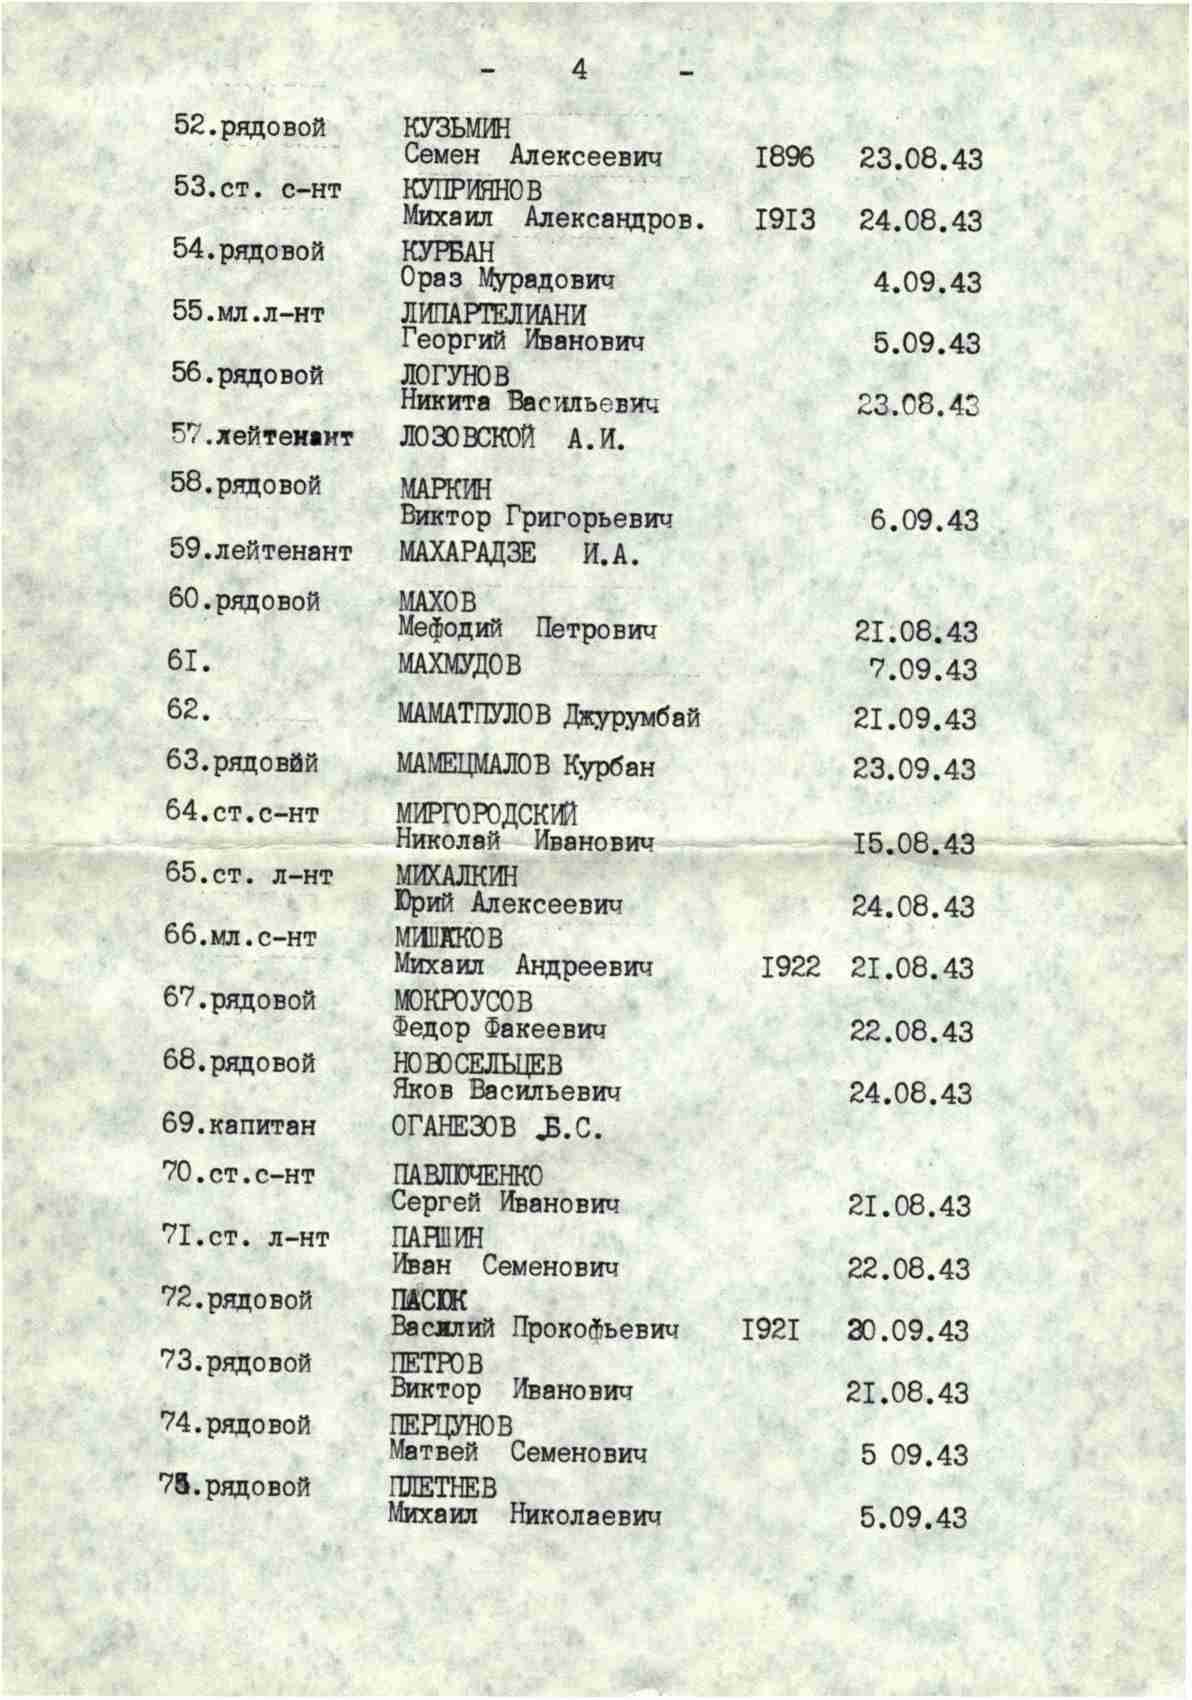 - 4 -
52.рядовой КУЗЬМИН
Семен Алексеевич 1896 23.08.43
53.ст. с-нт КУПРИЯНОВ
Михаил Александров. 1913 24.08.43
54.рядовой КУРБАН
Ораз Мурадович 4.09.43
55.мл.л-нт ЛИПАРТЕЛИАНИ
Георгий Иванович 5.09.43
56.рядовой ЛОГУНОВ
Никита Васильевич 23.08.43
57.лейтенант ЛОЗОВСКОЙ А.И.
58.рядовой МАРКИН
Виктор Григорьевич 6.09.43
59.лейтенант МАХАРАДЗЕ И.А.
60.рядовой МАХОВ
Мефодий Петрович 21.08.43
61. МАХМУДОВ 7.09.43
62. МАМАТПУЛОВ Джурумбай 21.09.43
63.рядовой МАМЕЦМАЛОВ Курбан 23.09.43
64.ст.с-нт МИРГОРОДСКИЙ
Николай Иванович 15.08.43
65.ст. л-нт МИХАЛКИН
Юрий Алексеевич 24.08.43
66.мл.с-нт МИШАКОВ
Михаил Андреевич 1922 21.08.43
67.рядовой МОКРОУСОВ
Федор Факеевич 22.08.43
68.рядовой НОВОСЕЛЬЦЕВ
Яков Васильевич 24.08.43
69.капитан ОГАНЕЗОВ Б.С.
70.ст.с-нт ПАВЛЮЧЕНКО
Сергей Иванович 21.08.43
71.ст. л-нт ПАРШИН
Иван Семенович 22.08.43
72.рядовой ПАСЮК
Василий Прокофьевич 1921 20.09.43
73.рядовой ПЕТРОВ
Виктор Иванович 21.08.43
74.рядовой ПЕРЦУНОВ
Матвей Семенович 5 09.43
75.рядовой ПЛЕТНЕВ
Михаил Николаевич 5.09.43